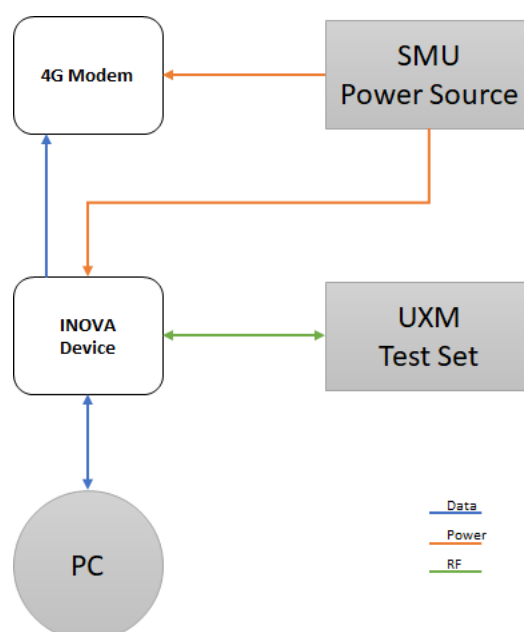 4G Modem
SMU
Power Source
INOVA
Device
UXM
Test Set
PC
Data
Power
RF